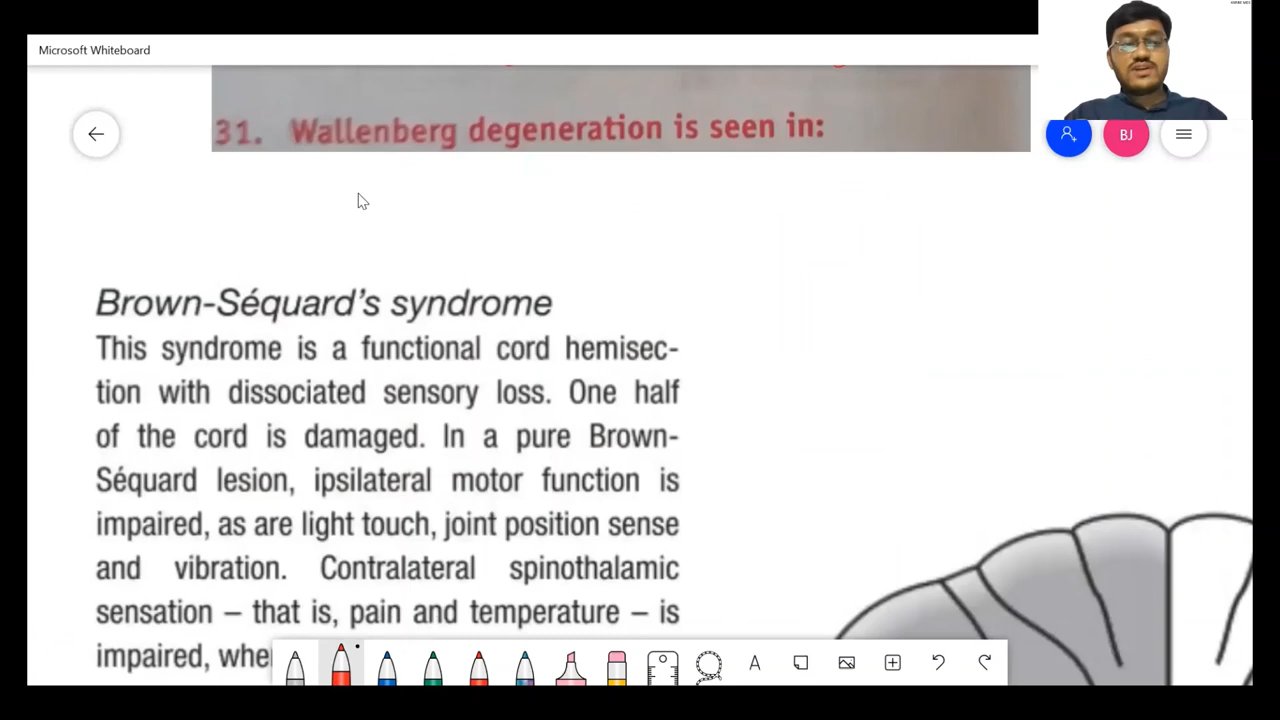 Microsoft Whiteboard
31. Wallenberg degeneration is seen in:
BJ
Brown-Séquard’s syndrome
This syndrome is a functional cord hemisec-
tion with dissociated sensory loss. One half
of the cord is damaged. In a pure Brown-
Séquard lesion, ipsilateral motor function is
impaired, as are light touch, joint position sense
and vibration. Contralateral spinothalamic
sensation – that is, pain and temperature – is
impaired,